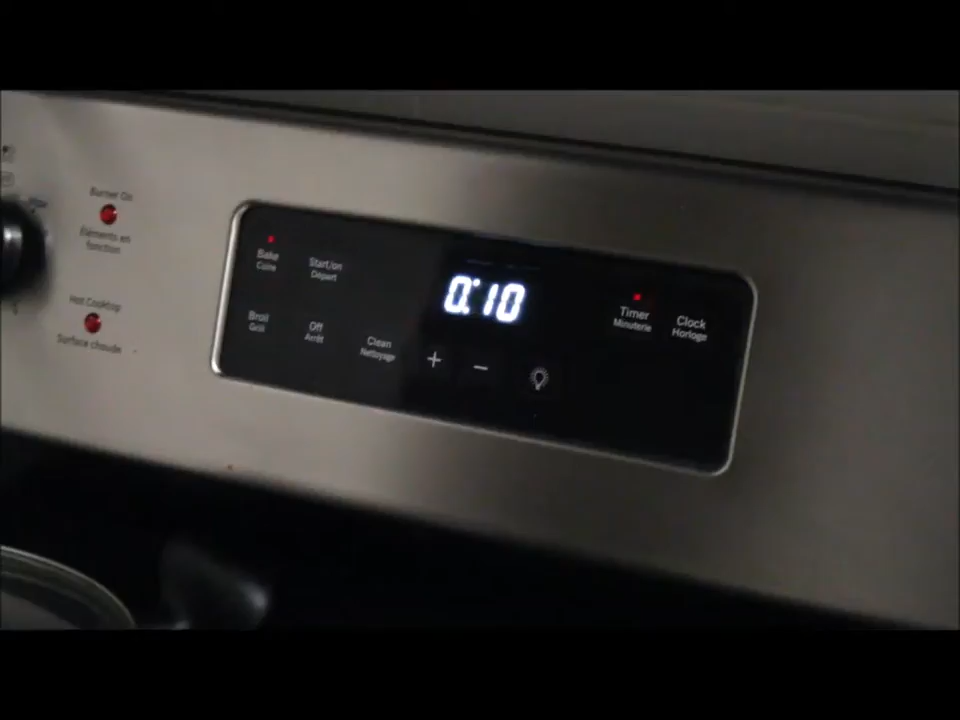 Burner On
Éléments en
fonction
Hot Cooktop
Surface chaude
Bake
Cuire
Start/on
Départ
Broil
Gril
Off
Arrêt
Clean
Nettoyage
0:10
+
−
Timer
Minuterie
Clock
Horloge